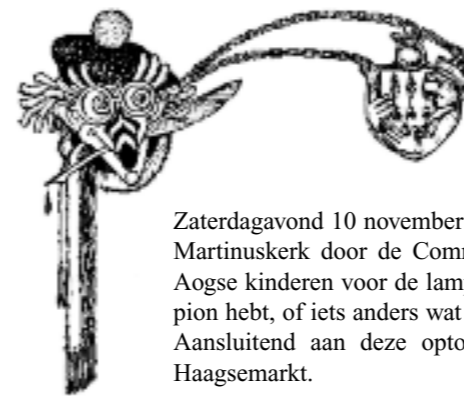 Zaterdagavond 10 november
Martinuskerk door de Com
Aogse kinderen voor de lam
pion hebt, of iets anders wat
Aansluitend aan deze opto
Haagsemarkt.